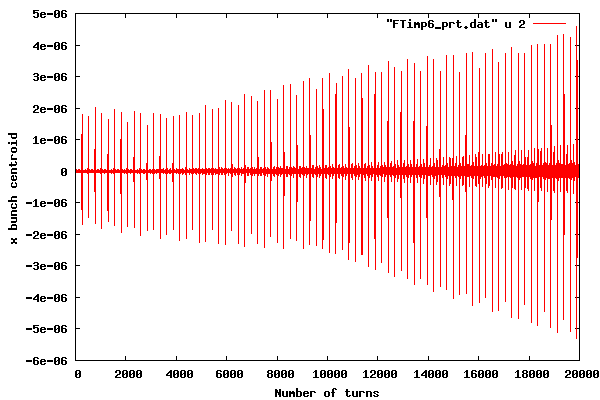 5e-06
"FTimp6_prt.dat" u 2
4e-06
3e-06
2e-06
1e-06
0
-1e-06
-2e-06
-3e-06
-4e-06
-5e-06
-6e-06
x bunch centroid
0 2000 4000 6000 8000 10000 12000 14000 16000 18000 20000
Number of turns